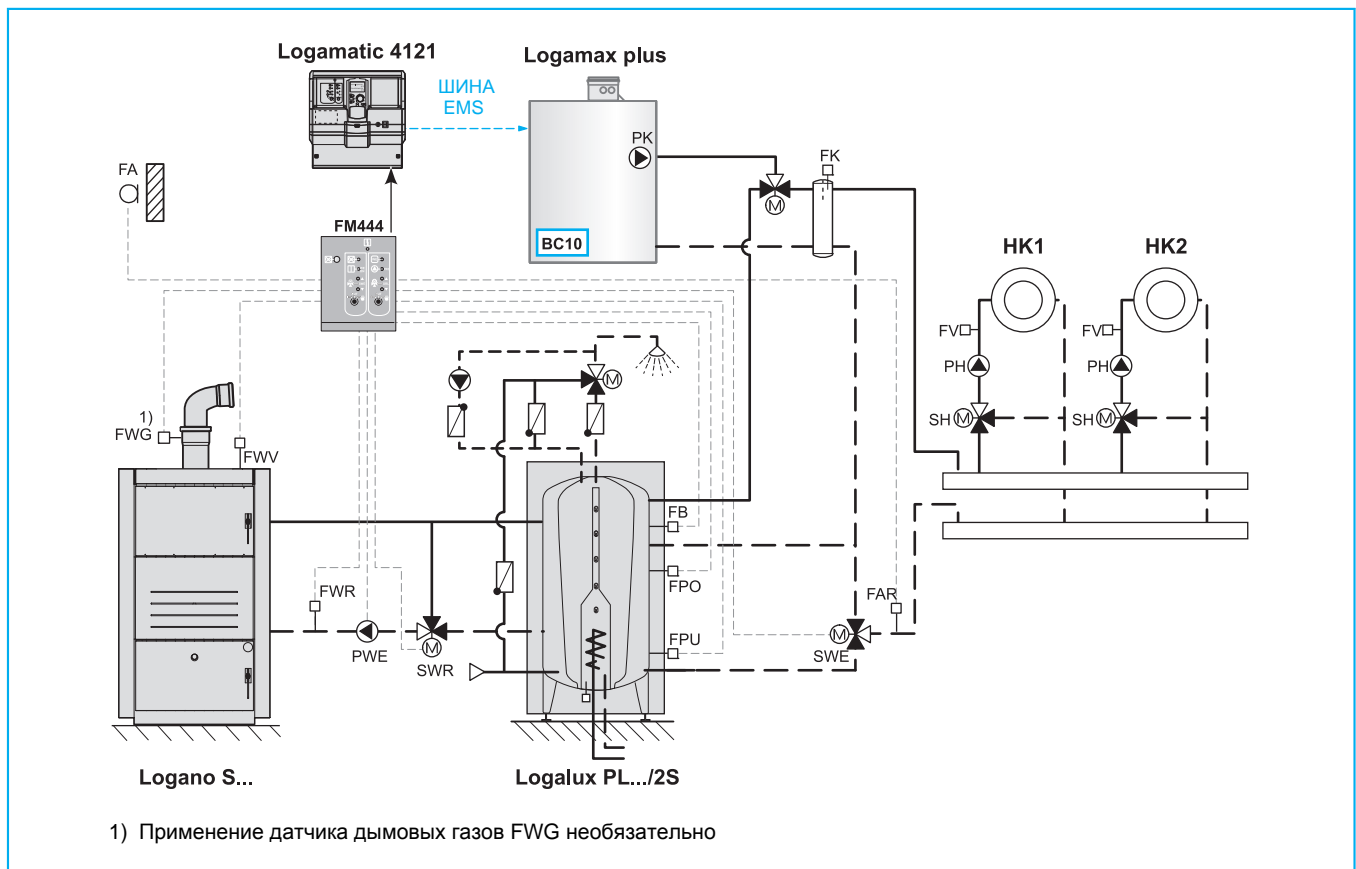 Logamatic 4121
Logamax plus
ШИНА
EMS
PK
FK
FA
FM444
BC10
HK1
HK2
M
FV
FV
PH
PH
M
1)
FWG
FWV
SH
M
SH
M
FB
FWR
FPO
FAR
FPU
M
PWE
M
SWR
SWE
Logano S...
Logalux PL.../2S
1) Применение датчика дымовых газов FWG необязательно